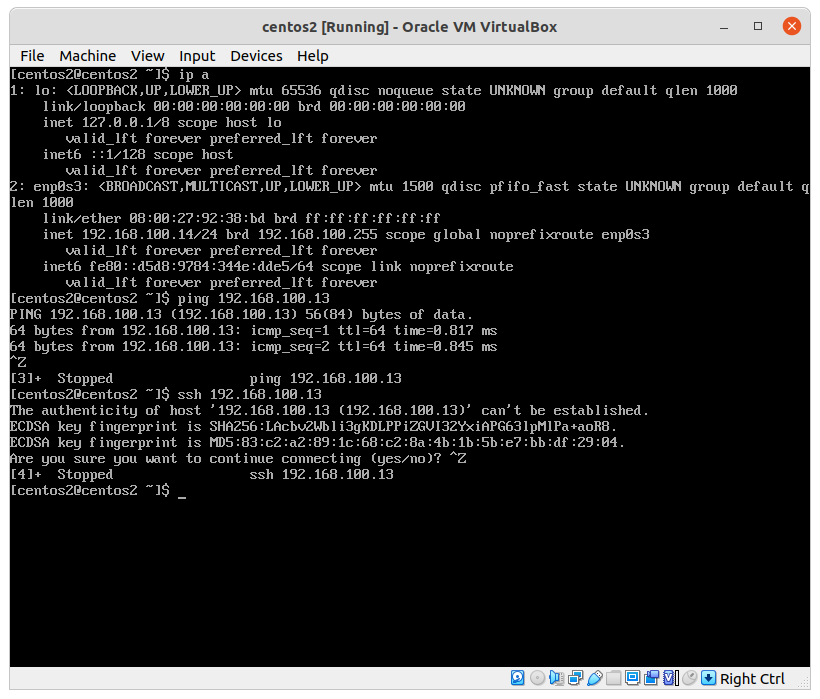 centos2 [Running] - Oracle VM VirtualBox
File Machine View Input Devices Help
[centos2@centos2 ~]$ ip a
1: lo: <LOOPBACK,UP,LOWER_UP> mtu 65536 qdisc noqueue state UNKNOWN group default qlen 1000
    link/loopback 00:00:00:00:00:00 brd 00:00:00:00:00:00
    inet 127.0.0.1/8 scope host lo
       valid_lft forever preferred_lft forever
    inet6 ::1/128 scope host
       valid_lft forever preferred_lft forever
2: enp0s3: <BROADCAST,MULTICAST,UP,LOWER_UP> mtu 1500 qdisc pfifo_fast state UNKNOWN group default q
len 1000
    link/ether 08:00:27:92:38:bd brd ff:ff:ff:ff:ff:ff
    inet 192.168.100.14/24 brd 192.168.100.255 scope global noprefixroute enp0s3
       valid_lft forever preferred_lft forever
    inet6 fe80::d5d8:9784:344e:dde5/64 scope link noprefixroute
       valid_lft forever preferred_lft forever
[centos2@centos2 ~]$ ping 192.168.100.13
PING 192.168.100.13 (192.168.100.13) 56(84) bytes of data.
64 bytes from 192.168.100.13: icmp_seq=1 ttl=64 time=0.817 ms
64 bytes from 192.168.100.13: icmp_seq=2 ttl=64 time=0.845 ms
^Z
[3]+  Stopped                 ping 192.168.100.13
[centos2@centos2 ~]$ ssh 192.168.100.13
The authenticity of host '192.168.100.13 (192.168.100.13)' can't be established.
ECDSA key fingerprint is SHA256:LAcbv2Wbli3gKDLPPiZGVI32YxiAPG63lpMlPa+aoR8.
ECDSA key fingerprint is MD5:83:c2:a2:89:1c:68:c2:8a:4b:1b:5b:e7:bb:df:29:04.
Are you sure you want to continue connecting (yes/no)? ^Z
[4]+  Stopped                 ssh 192.168.100.13
[centos2@centos2 ~]$ _
Right Ctrl